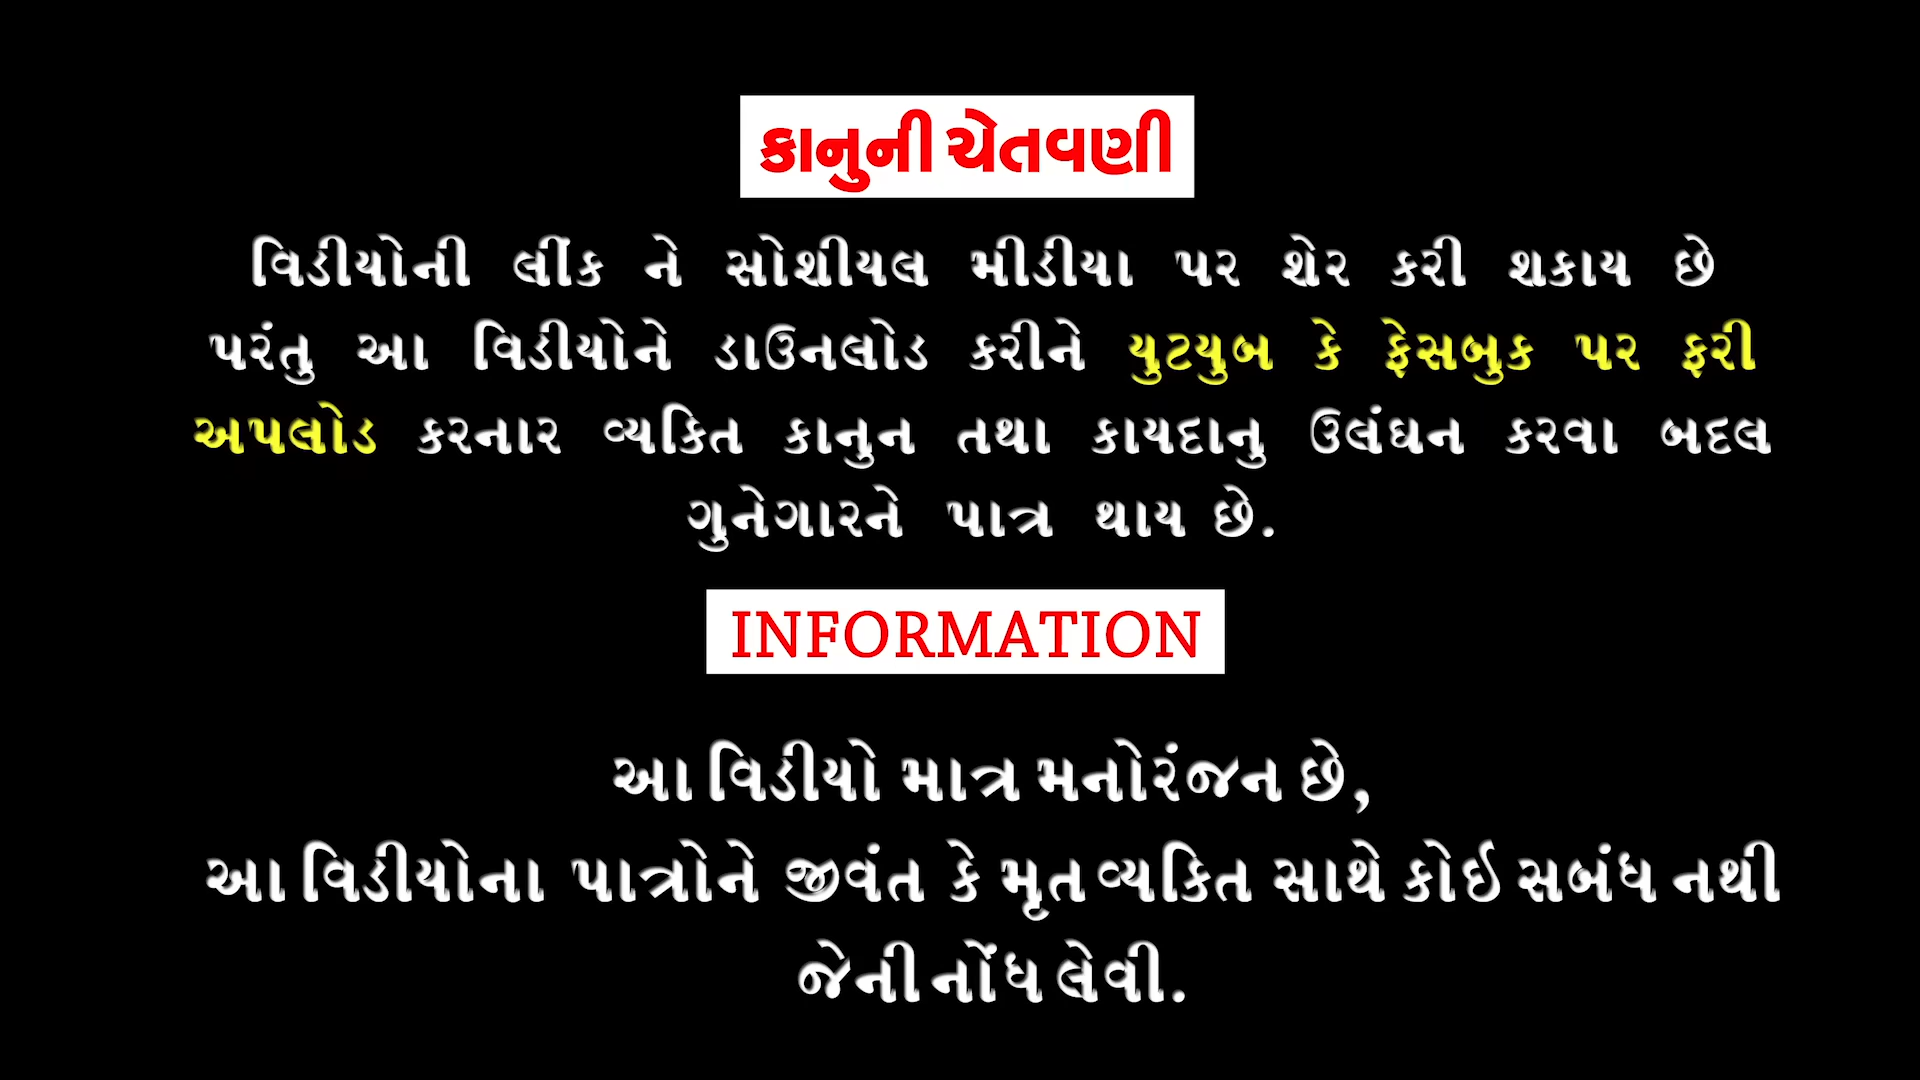 કાનુની ચેતવણી
વિડીયોની લીંક ને સોશીયલ મીડીયા પર શેર કરી શકાય છે
પરંતુ આ વિડીયોને ડાઉનલોડ કરીને યુટયુબ કે ફેસબુક પર ફરી
અપલોડ કરનાર વ્યકિત કાનુન તથા કાયદાનુ ઉલંઘન કરવા બદલ
ગુનેગારને પાત્ર થાય છે.
INFORMATION
આ વિડીયો માત્ર મનોરંજન છે,
આ વિડીયોના પાત્રોને જીવંત કે મૃત વ્યકિત સાથે કોઇ સબંધ નથી
જેની નોંધ લેવી.